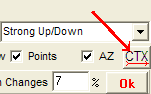 Strong Up/Down
w Points AZ CTX
n Changes 7 % Ok